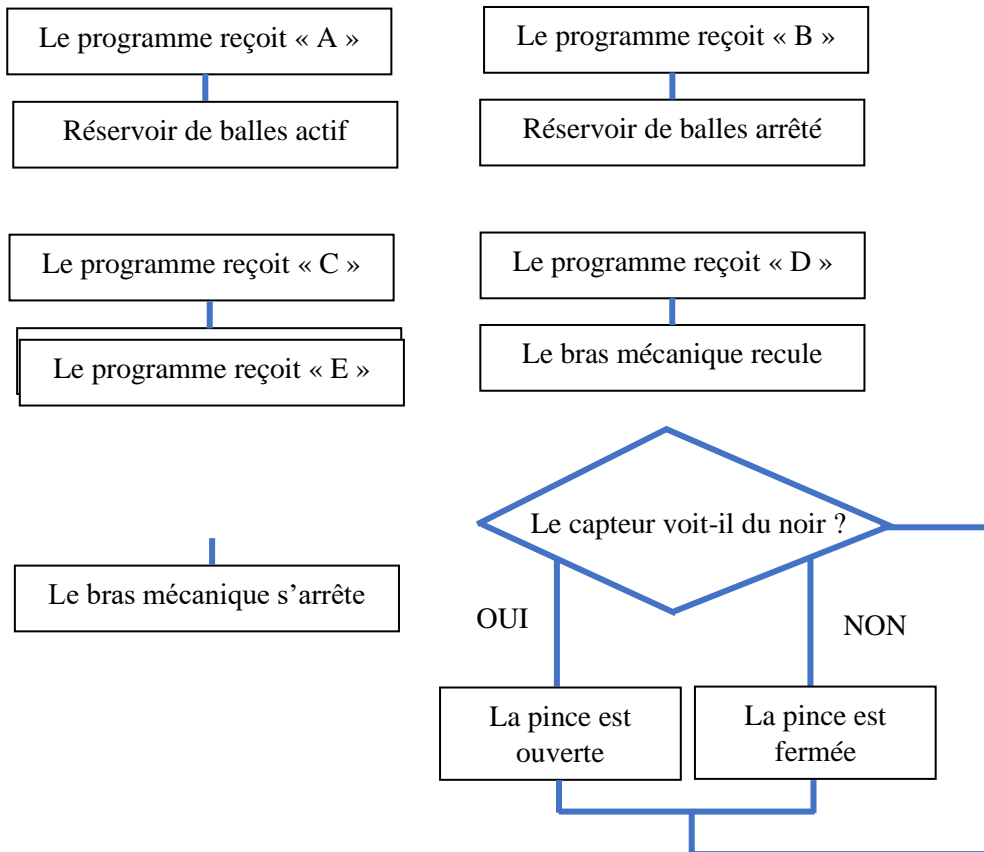 Le programme reçoit « A »
Le programme reçoit « B »
Réservoir de balles actif
Réservoir de balles arrêté
Le programme reçoit « C »
Le programme reçoit « D »
Le programme reçoit « E »
Le bras mécanique recule
Le capteur voit-il du noir ?
Le bras mécanique s’arrête
OUI
NON
La pince est
ouverte
La pince est
fermée